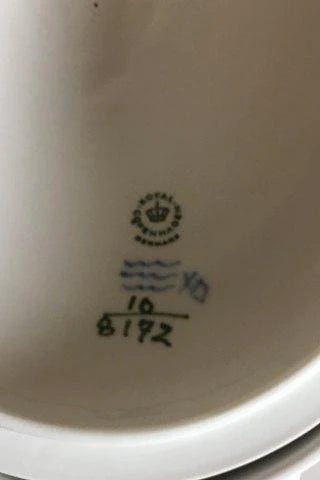 ROYAL
COPENHAGEN
DENMARK
10
8192